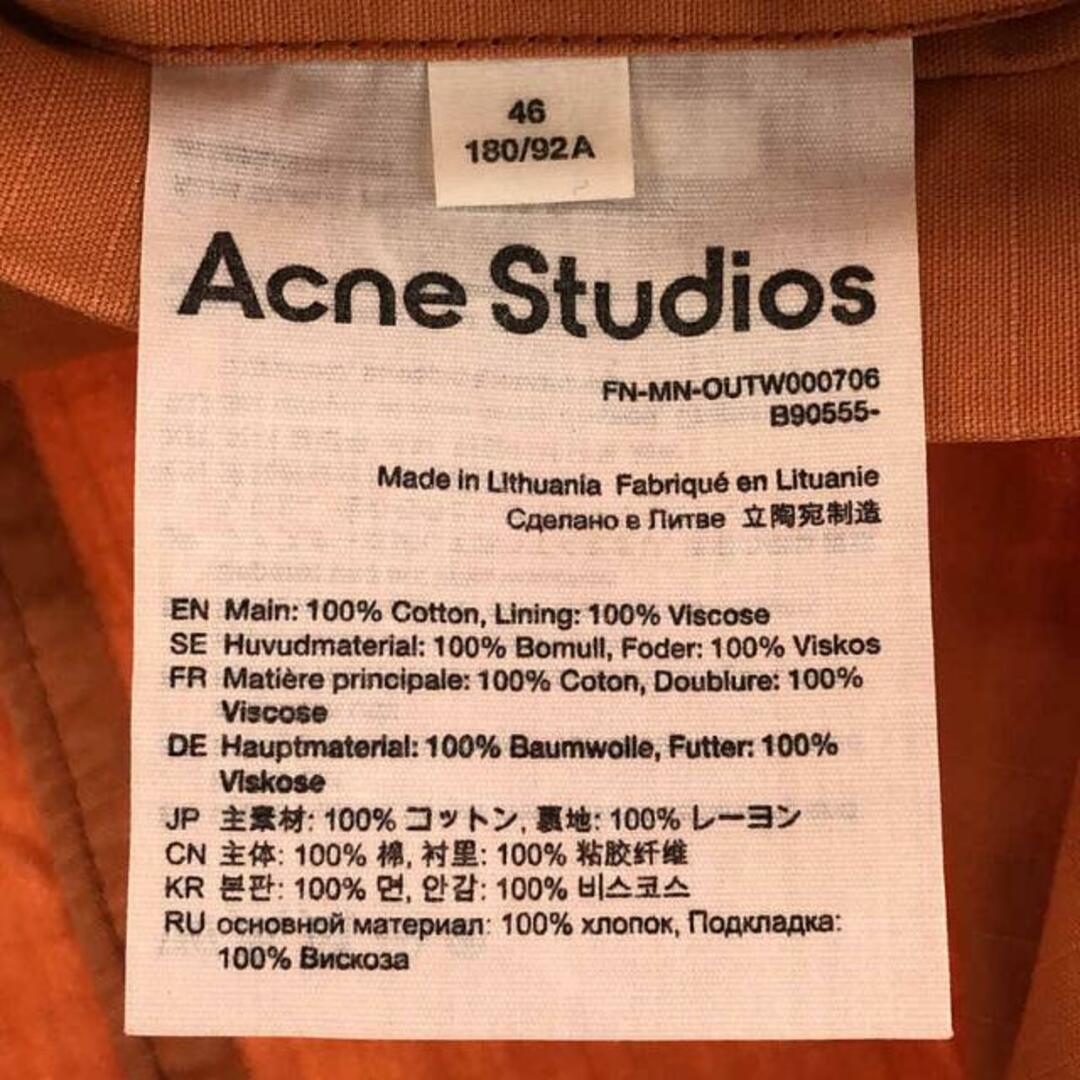 46
180/92A
Acne Studios
FN-MN-OUTW000706
B90555-
Made in Lithuania Fabriqué en Lituanie
Сделано в Литве 立陶宛制造
EN Main: 100% Cotton, Lining: 100% Viscose
SE Huvudmaterial: 100% Bomull, Foder: 100% Viskos
FR Matière principale: 100% Coton, Doublure: 100%
Viscose
DE Hauptmaterial: 100% Baumwolle, Futter: 100%
Viskose
JP 主素材: 100% コットン, 裏地: 100% レーヨン
CN 主体: 100% 棉, 衬里: 100% 粘胶纤维
KR 본판: 100% 면, 안감: 100% 비스코스
RU основной материал: 100% хлопок, Подкладка:
100% Вискоза